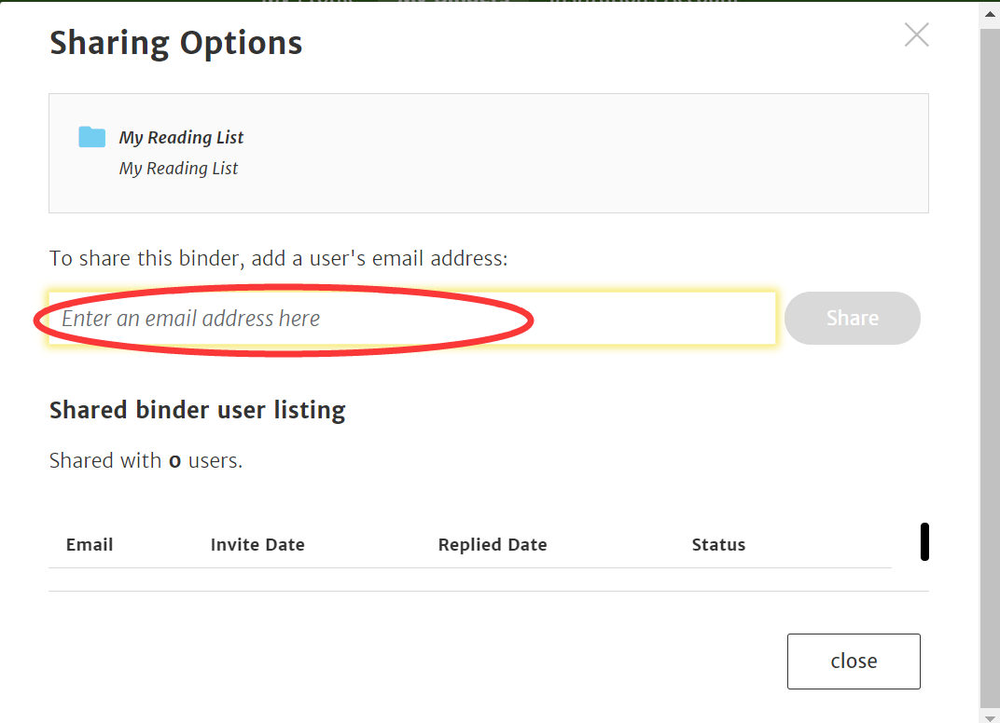 Sharing Options
My Reading List
My Reading List
To share this binder, add a user's email address:
Enter an email address here
Share
Shared binder user listing
Shared with 0 users.
Email Invite Date Replied Date Status
close